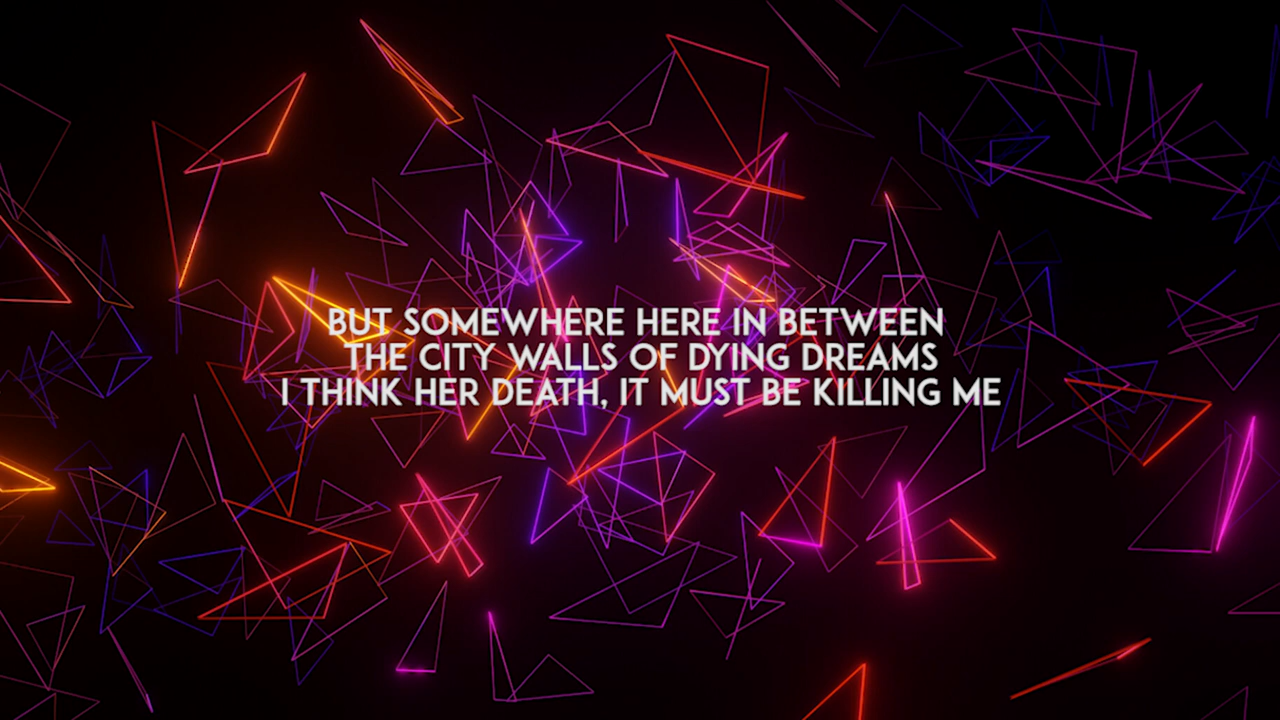 BUT SOMEWHERE HERE IN BETWEEN
THE CITY WALLS OF DYING DREAMS
I THINK HER DEATH, IT MUST BE KILLING ME